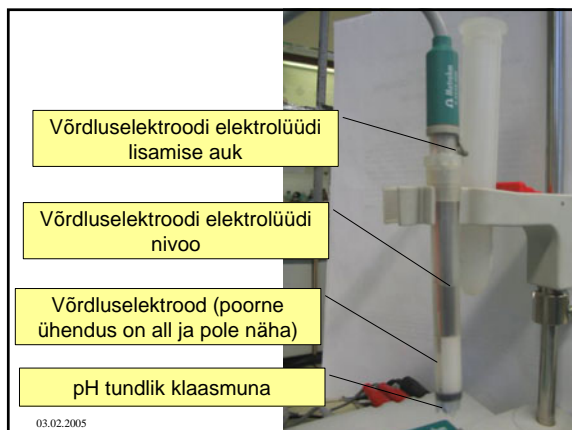 Võrdluselektroodi elektrolüüdi
lisamise auk
Võrdluselektroodi elektrolüüdi
nivoo
Võrdluselektrood (poorne
ühendus on all ja pole näha)
pH tundlik klaasmuna
03.02.2005
Metrohm